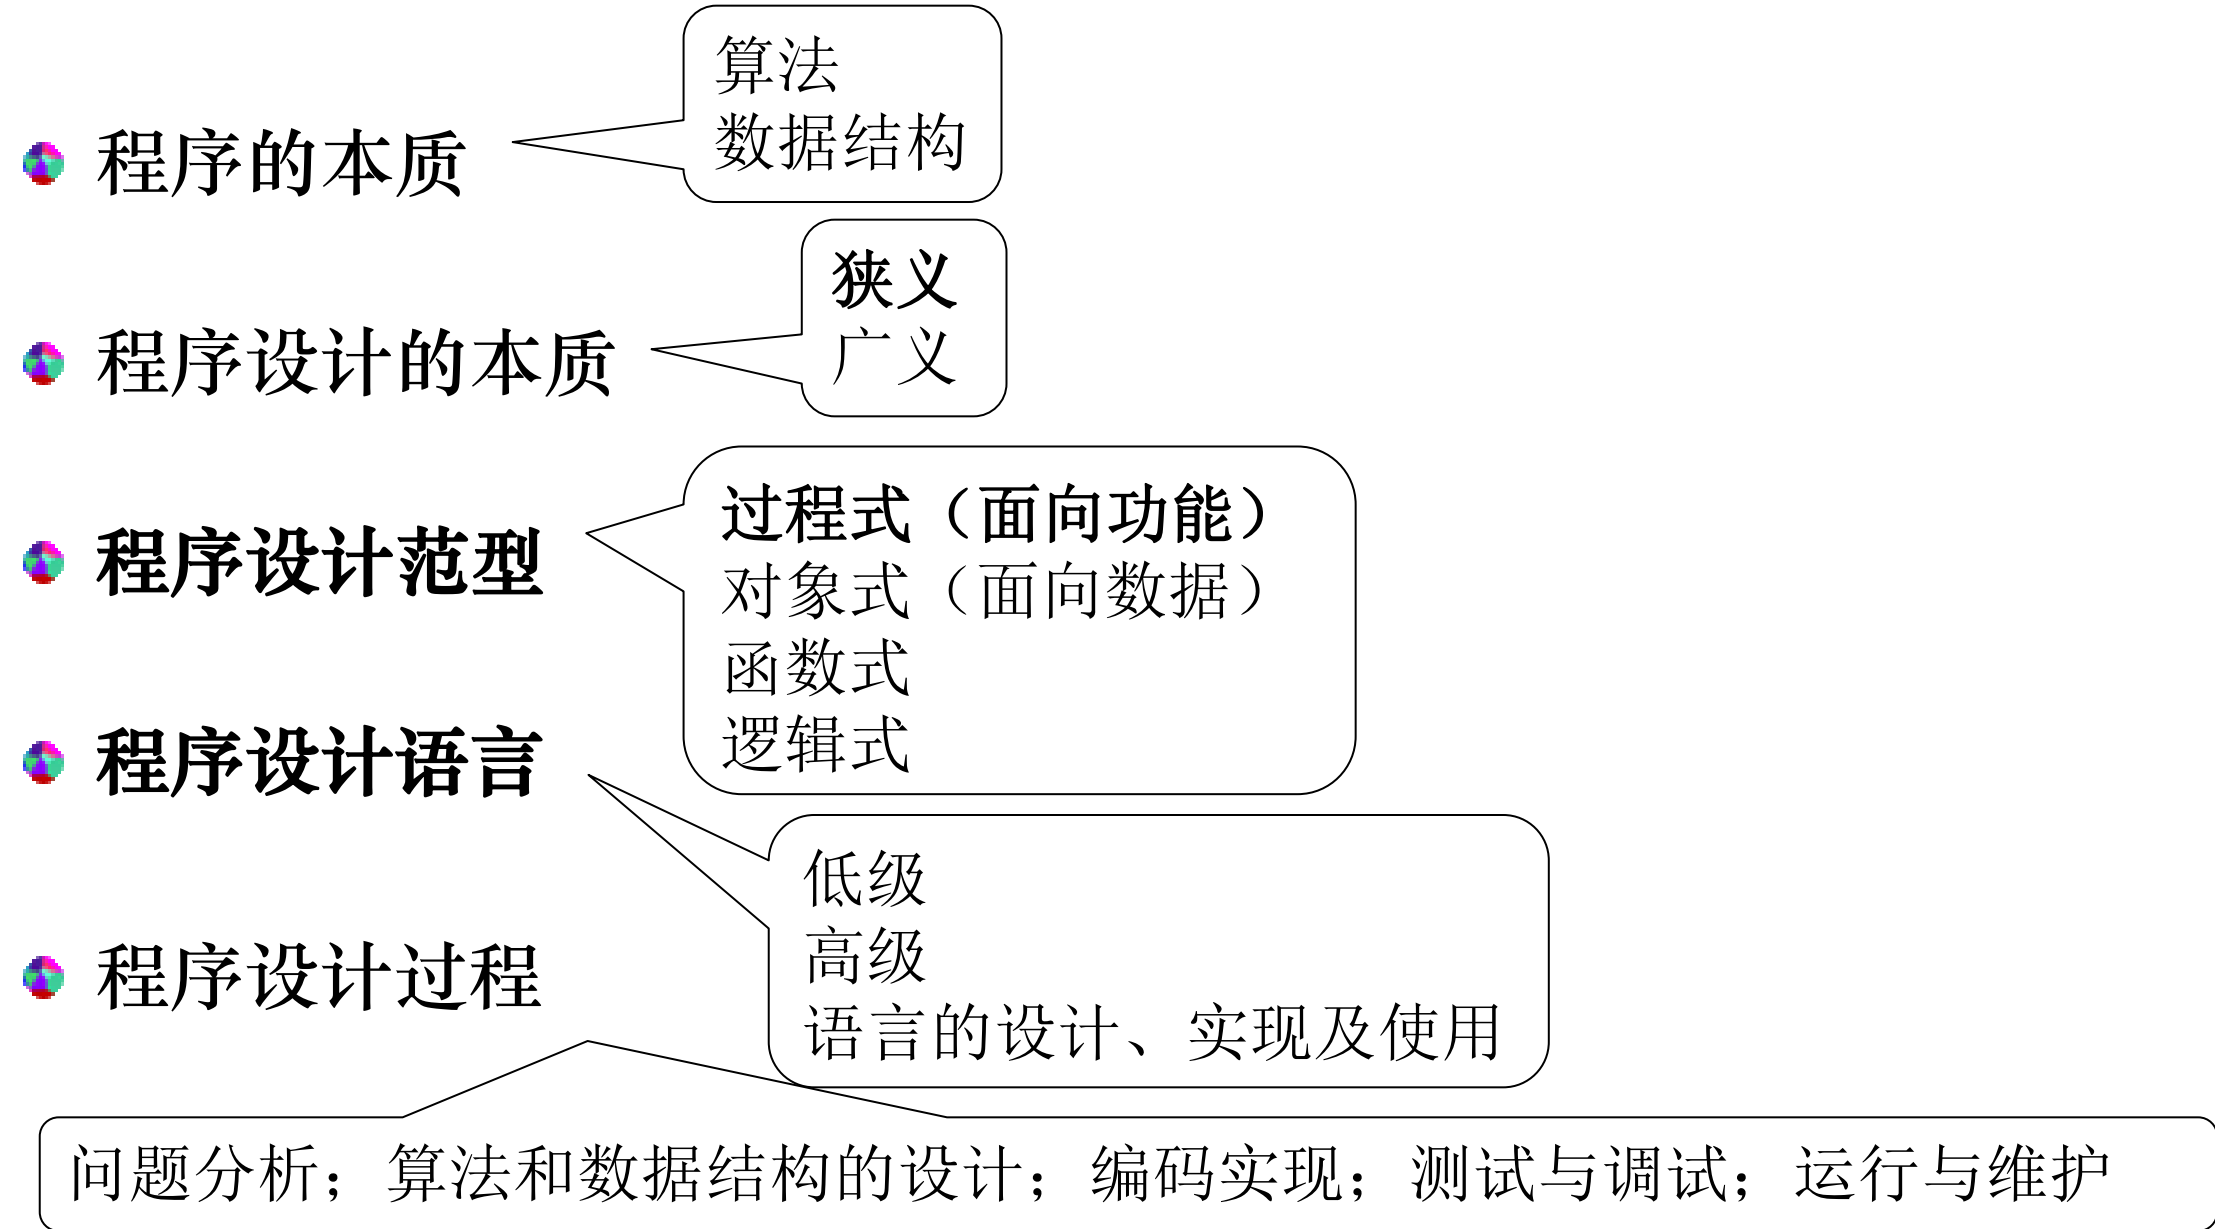 算法
数据结构
程序的本质
狭义
广义
程序设计的本质
过程式（面向功能）
对象式（面向数据）
函数式
逻辑式
程序设计范型
程序设计语言
低级
高级
语言的设计、实现及使用
程序设计过程
问题分析；算法和数据结构的设计；编码实现；测试与调试；运行与维护